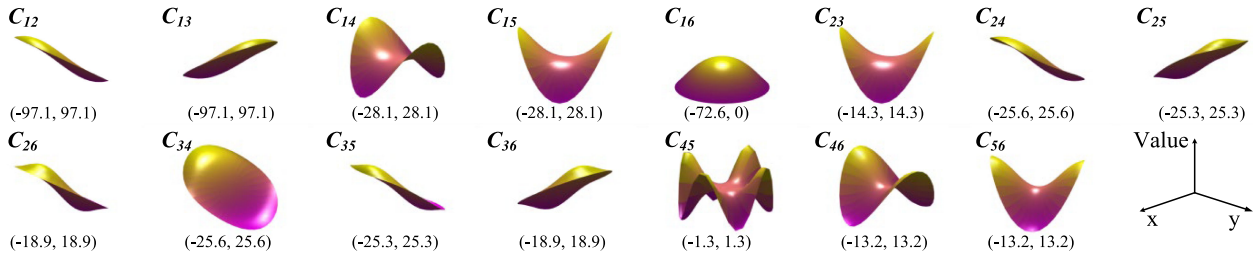 C12 C13 C14 C15 C16 C23 C24 C25
(-97.1, 97.1) (-97.1, 97.1) (-28.1, 28.1) (-28.1, 28.1) (-72.6, 0) (-14.3, 14.3) (-25.6, 25.6) (-25.3, 25.3)
C26 C34 C35 C36 C45 C46 C56 Value
x y
(-18.9, 18.9) (-25.6, 25.6) (-25.3, 25.3) (-18.9, 18.9) (-1.3, 1.3) (-13.2, 13.2) (-13.2, 13.2)